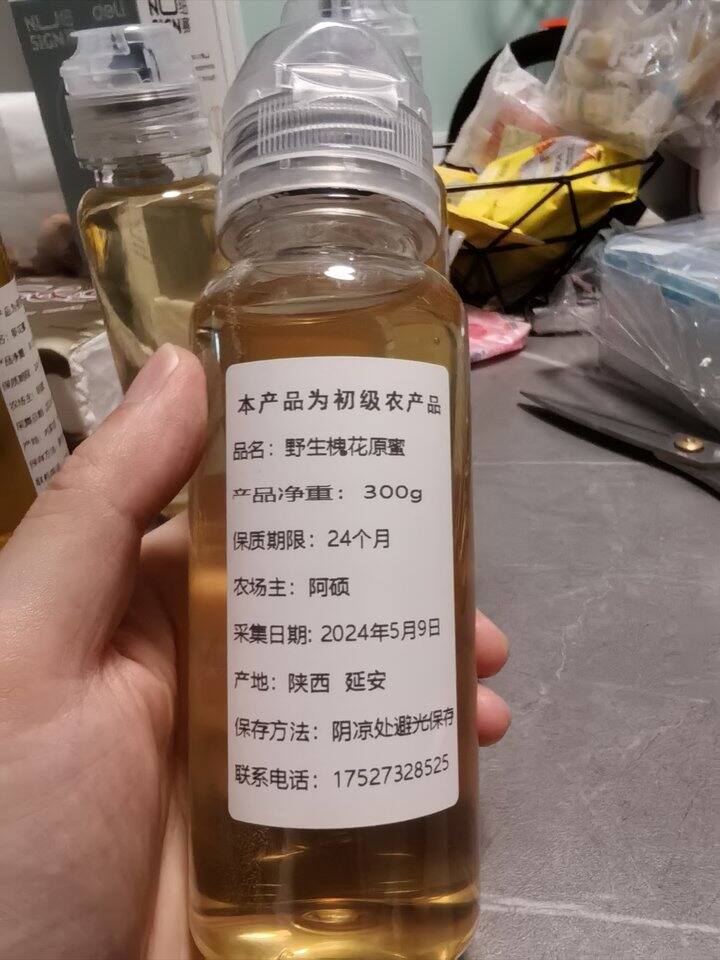 deli
本产品为初级农产品
品名：野生槐花原蜜
产品净重：300g
保质期限：24个月
农场主：阿硕
采集日期: 2024年5月9日
产地：陕西 延安
保存方法：阴凉处避光保存
联系电话：17527328525